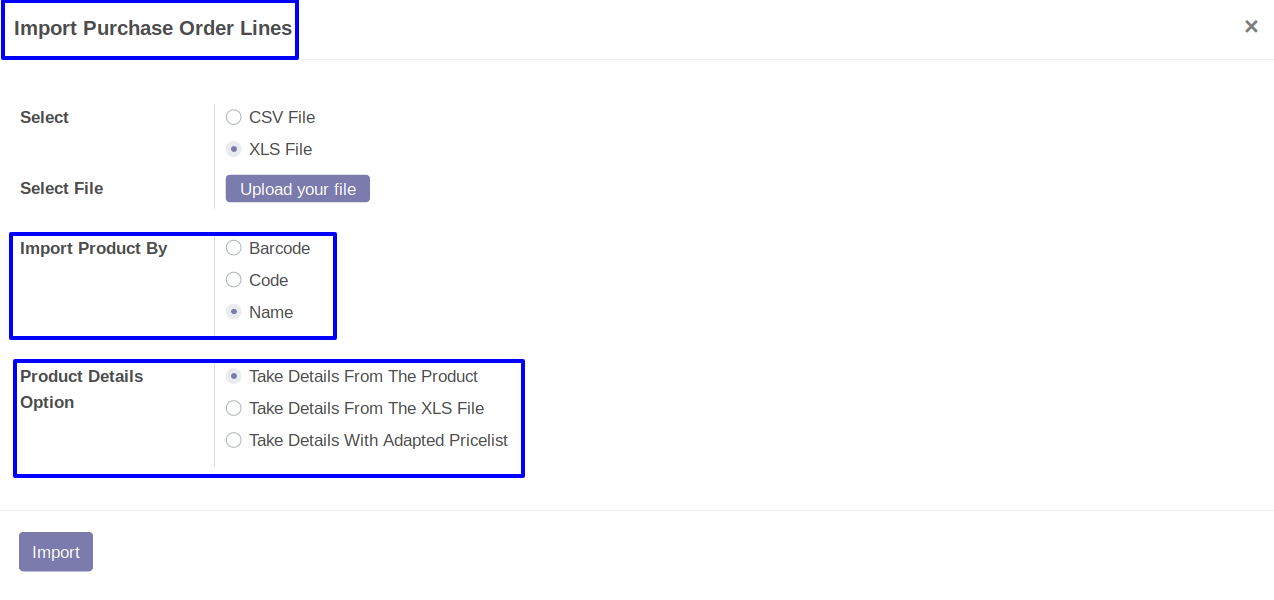 Import Purchase Order Lines ×
Select
CSV File
XLS File
Select File
Upload your file
Import Product By
Barcode
Code
Name
Product Details
Option
Take Details From The Product
Take Details From The XLS File
Take Details With Adapted Pricelist
Import